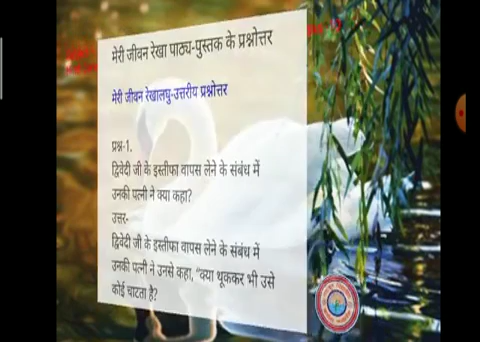 मेरी जीवन रेखा पाठ्य-पुस्तक के प्रश्नोत्तर
मेरी जीवन रेखालघु-उत्तरीय प्रश्नोत्तर
प्रश्न-1.
द्विवेदी जी के इस्तीफा वापस लेने के संबंध में
उनकी पत्नी ने क्या कहा?
उत्तर-
द्विवेदी जी के इस्तीफा वापस लेने के संबंध में
उनकी पत्नी ने उनसे कहा, “क्या थूककर भी उसे
कोई चाटता है?